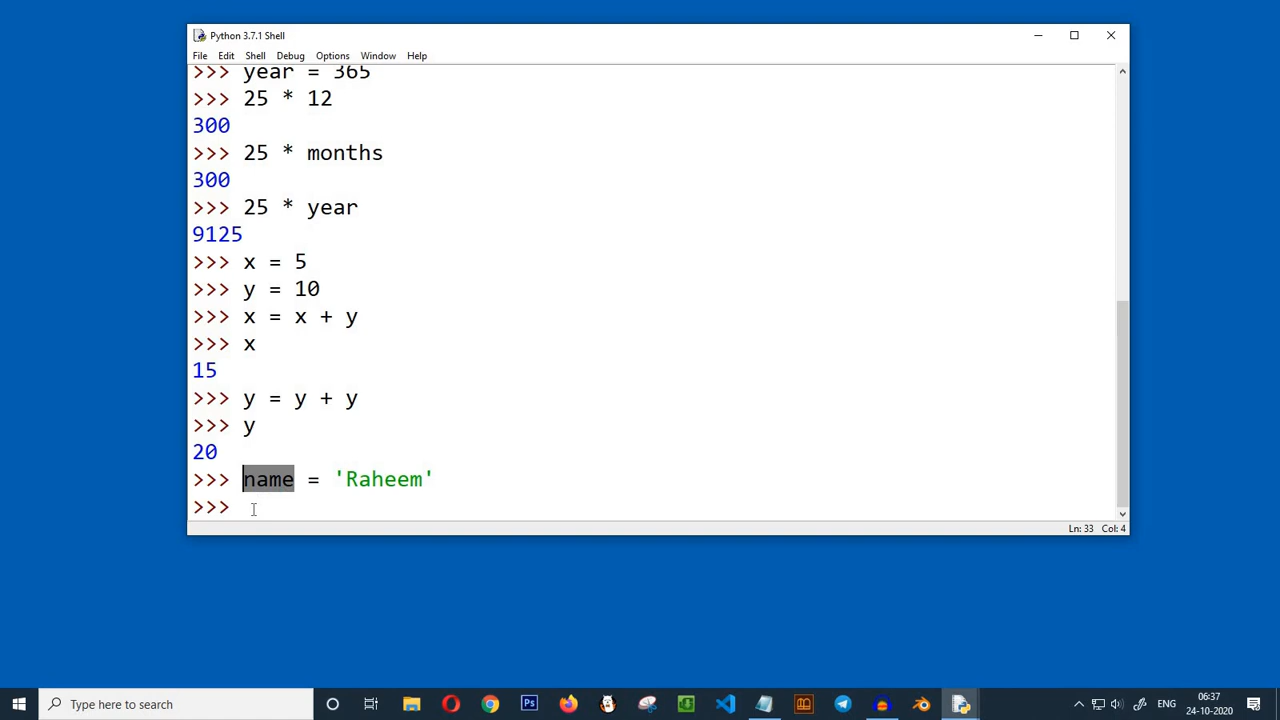 Python 3.7.1 Shell
File Edit Shell Debug Options Window Help
>>> year = 365
>>> 25 * 12
300
>>> 25 * months
300
>>> 25 * year
9125
>>> x = 5
>>> y = 10
>>> x = x + y
>>> x
15
>>> y = y + y
>>> y
20
>>> name = 'Raheem'
>>>
Ln: 33 Col: 4
Type here to search
Ps
ENG
06:37
24-10-2020